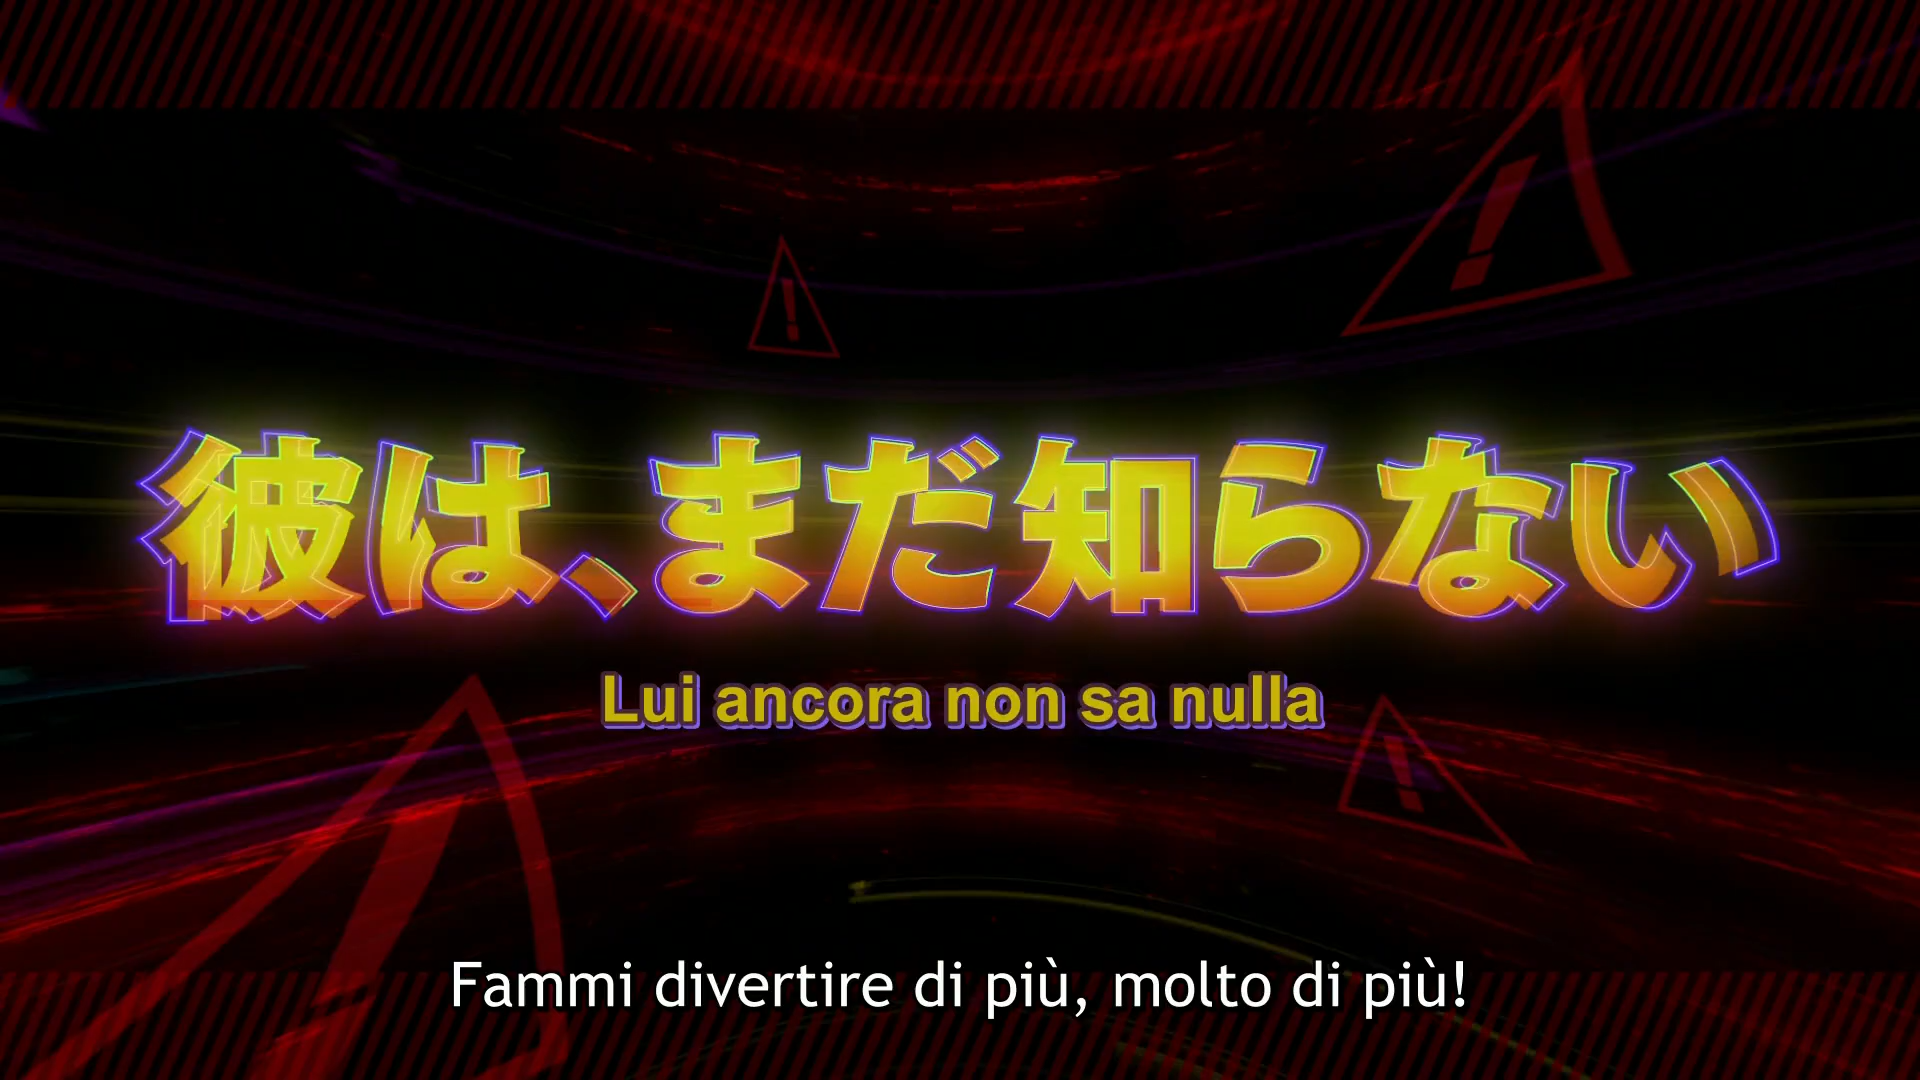 彼は、まだ知らない
Lui ancora non sa nulla
Fammi divertire di più, molto di più!